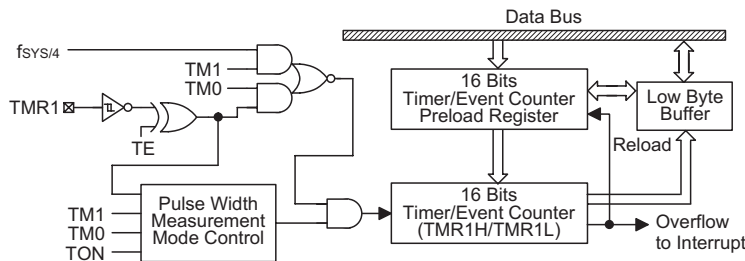 Data Bus
fSYS/4
TM1
TM0
TMR1
TE
16 Bits
Timer/Event Counter
Preload Register
Low Byte
Buffer
Reload
TM1
TM0
TON
Pulse Width
Measurement
Mode Control
16 Bits
Timer/Event Counter
(TMR1H/TMR1L)
Overflow
to Interrupt